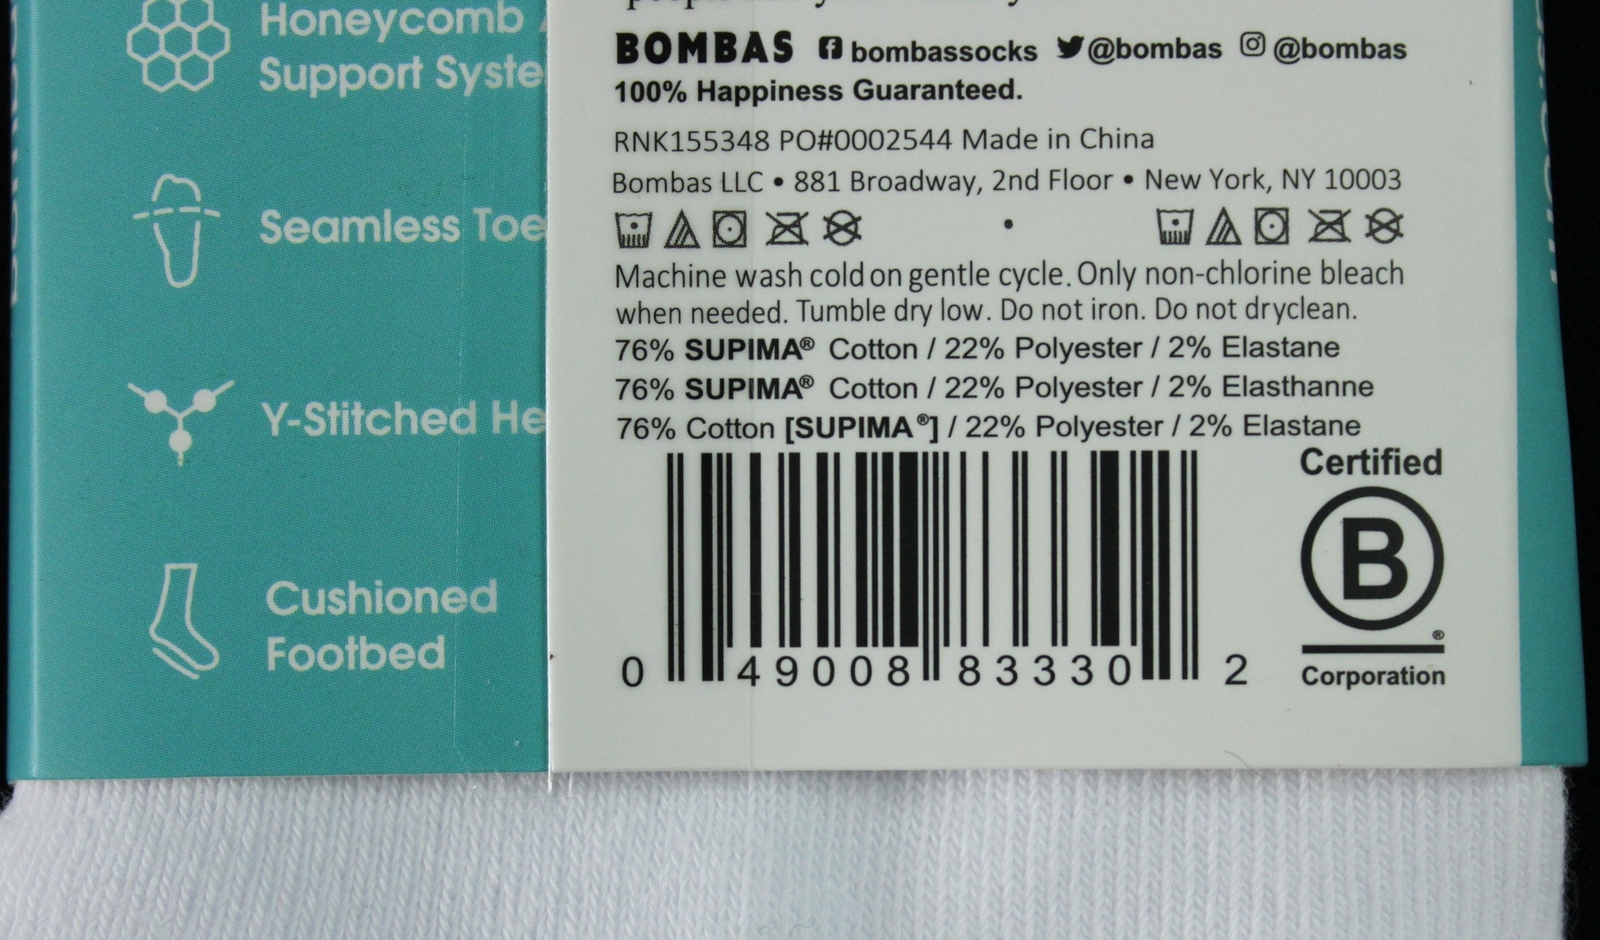 Honeycomb
Support
Seamless Toe
Y-Stitched
Cushioned
Footbed
people
BOMBAS bombassocks @bombas @bombas
100% Happiness Guaranteed.
RNK155348 PO#0002544 Made in China
Bombas LLC • 881 Broadway, 2nd Floor • New York, NY 10003
•
Machine wash cold on gentle cycle. Only non-chlorine bleach
when needed. Tumble dry low. Do not iron. Do not dryclean.
76% SUPIMA® Cotton / 22% Polyester / 2% Elastane
76% SUPIMA® Cotton / 22% Polyester / 2% Elasthanne
76% Cotton [SUPIMA®] / 22% Polyester / 2% Elastane
0 49008 83330 2
Certified
B
®
Corporation